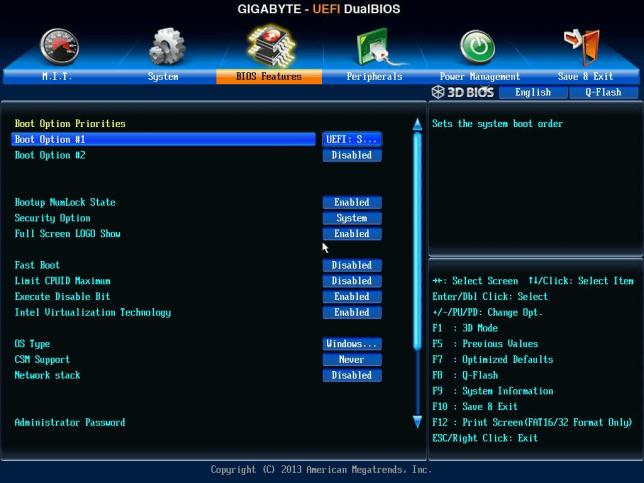 GIGABYTE - UEFI DualBIOS
M.I.T. System BIOS Features Peripherals Power Management Save & Exit
3D BIOS English Q-Flash
Boot Option Priorities
Boot Option #1 UEFI: S...
Boot Option #2 Disabled
Bootup NumLock State Enabled
Security Option System
Full Screen LOGO Show Enabled
Fast Boot Disabled
Limit CPUID Maximum Disabled
Execute Disable Bit Enabled
Intel Virtualization Technology Enabled
OS Type Windows...
CSM Support Never
Network stack Disabled
Administrator Password
Sets the system boot order
→←: Select Screen ↑↓/Click: Select Item
Enter/Dbl Click: Select
+/-/PU/PD: Change Opt.
F1 : 3D Mode
F5 : Previous Values
F7 : Optimized Defaults
F8 : Q-Flash
F9 : System Information
F10 : Save & Exit
F12 : Print Screen(FAT16/32 Format Only)
ESC/Right Click: Exit
Copyright (C) 2013 American Megatrends, Inc.